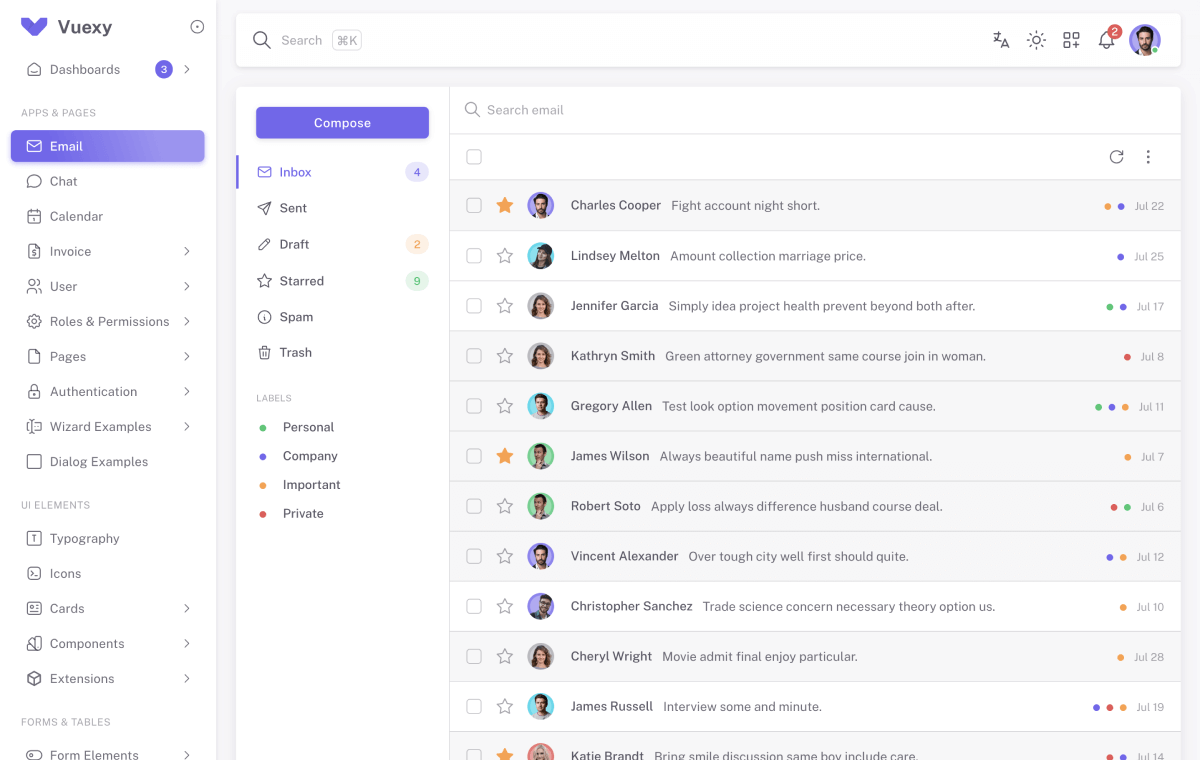 Vuexy
Search ⌘K
2
Dashboards 3
APPS & PAGES
Email
Chat
Calendar
Invoice
User
Roles & Permissions
Pages
Authentication
Wizard Examples
Dialog Examples
UI ELEMENTS
Typography
Icons
Cards
Components
Extensions
FORMS & TABLES
Form Elements
Compose
Inbox 4
Sent
Draft 2
Starred 9
Spam
Trash
LABELS
Personal
Company
Important
Private
Search email
Charles Cooper Fight account night short. Jul 22
Lindsey Melton Amount collection marriage price. Jul 25
Jennifer Garcia Simply idea project health prevent beyond both after. Jul 17
Kathryn Smith Green attorney government same course join in woman. Jul 8
Gregory Allen Test look option movement position card cause. Jul 11
James Wilson Always beautiful name push miss international. Jul 7
Robert Soto Apply loss always difference husband course deal. Jul 6
Vincent Alexander Over tough city well first should quite. Jul 12
Christopher Sanchez Trade science concern necessary theory option us. Jul 10
Cheryl Wright Movie admit final enjoy particular. Jul 28
James Russell Interview some and minute. Jul 19
Katie Brandt Bring smile discussion same boy include care. Jul 14